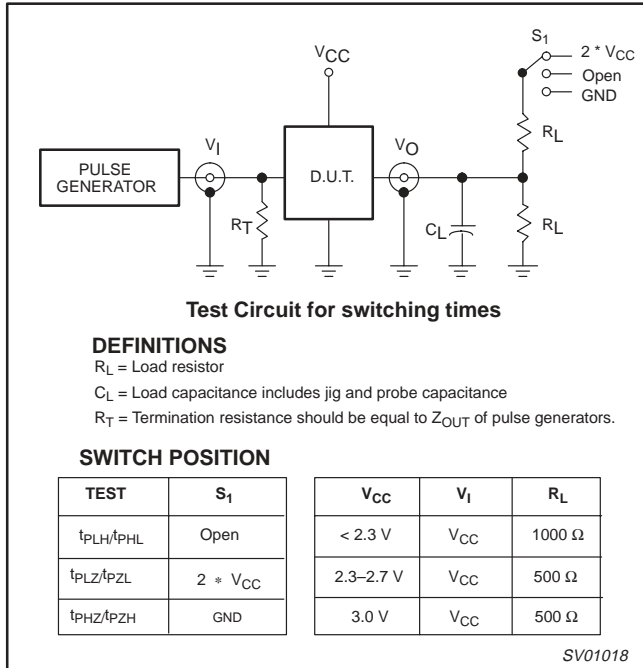 S1
2 * VCC
Open
GND
VCC
RL
VI
VO
PULSE
GENERATOR
D.U.T.
RT
CL
RL
Test Circuit for switching times
DEFINITIONS
RL = Load resistor
CL = Load capacitance includes jig and probe capacitance
RT = Termination resistance should be equal to ZOUT of pulse generators.
SWITCH POSITION
TEST S1
tPLH/tPHL Open
tPLZ/tPZL 2 * VCC
tPHZ/tPZH GND
VCC VI RL
< 2.3 V VCC 1000 Ω
2.3–2.7 V VCC 500 Ω
3.0 V VCC 500 Ω
SV01018